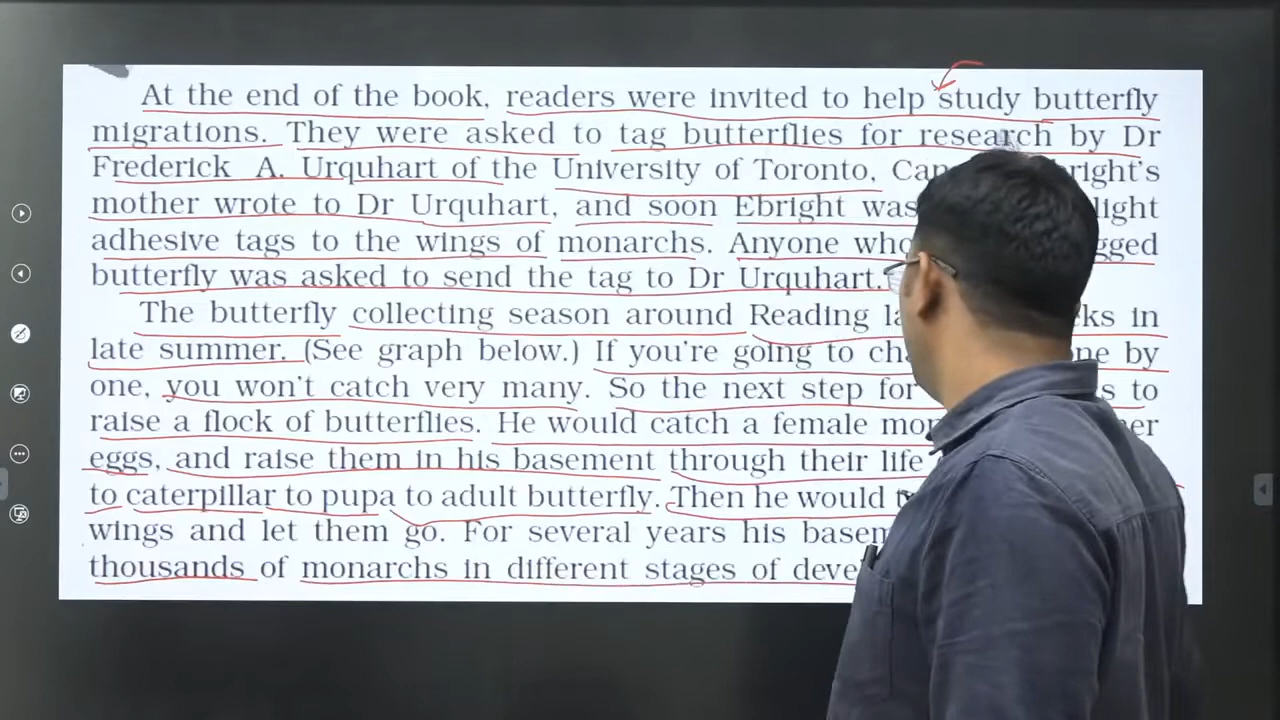 At the end of the book, readers were invited to help study butterfly
migrations. They were asked to tag butterflies for research by Dr
Frederick A. Urquhart of the University of Toronto,
mother wrote to Dr Urquhart, and soon Ebright was light
adhesive tags to the wings of monarchs. Anyone who
butterfly was asked to send the tag to Dr Urquhart.
The butterfly collecting season around Reading in
late summer. (See graph below.) If you're going to by
one, you won't catch very many. So the next step for to
raise a flock of butterflies. He would catch a female
eggs, and raise them in his basement through their life
to caterpillar to pupa to adult butterfly. Then he would
wings and let them go. For several years his
thousands of monarchs in different stages of